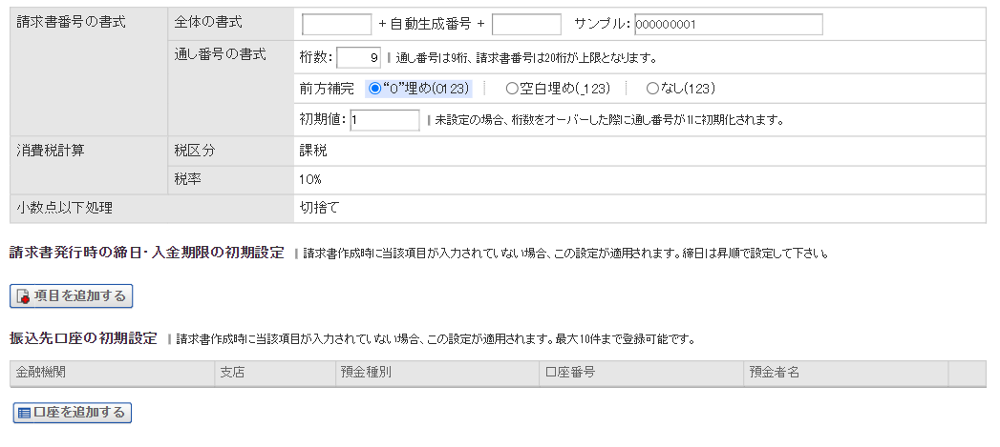 請求書番号の書式 全体の書式 + 自動生成番号 + サンプル: 000000001
通し番号の書式 桁数: 9 通し番号は9桁、請求書番号は20桁が上限となります。
前方補完 “0”埋め(0123) 空白埋め(_123) なし(123)
初期値: 1 未設定の場合、桁数をオーバーした際に通し番号が1に初期化されます。
消費税計算 税区分 課税
税率 10%
小数点以下処理 切捨て
請求書発行時の締日・入金期限の初期設定 請求書作成時に当該項目が入力されていない場合、この設定が適用されます。締日は昇順で設定して下さい。
項目を追加する
振込先口座の初期設定 請求書作成時に当該項目が入力されていない場合、この設定が適用されます。最大10件まで登録可能です。
金融機関 支店 預金種別 口座番号 預金者名
口座を追加する